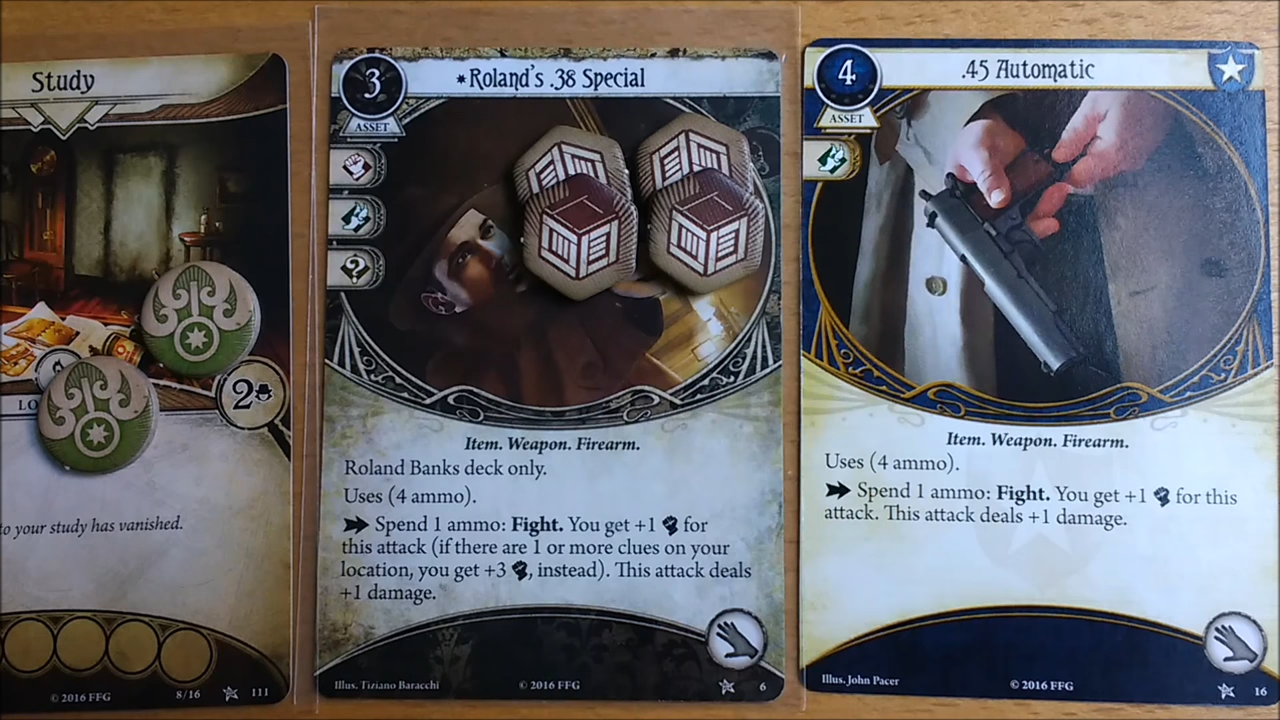 Study
2
LO
to your study has vanished.
© 2016 FFG
8/16
111
3
Roland's .38 Special
ASSET
Item. Weapon. Firearm.
Roland Banks deck only.
Uses (4 ammo).
Spend 1 ammo: Fight. You get +1 for
this attack (if there are 1 or more clues on your
location, you get +3 , instead). This attack deals
+1 damage.
Illus. Tiziano Baracchi
© 2016 FFG
6
4
.45 Automatic
ASSET
Item. Weapon. Firearm.
Uses (4 ammo).
Spend 1 ammo: Fight. You get +1 for this
attack. This attack deals +1 damage.
Illus. John Pacer
© 2016 FFG
16